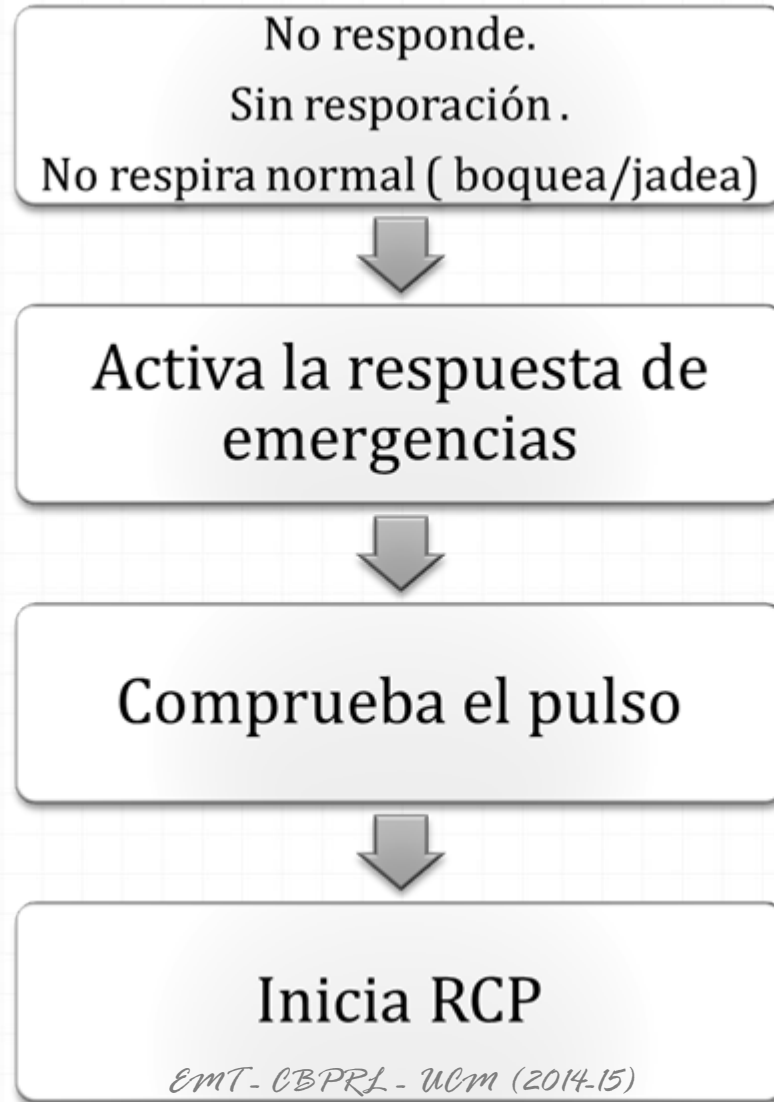 No responde.
Sin resporación .
No respira normal ( boquea/jadea)
Activa la respuesta de
emergencias
Comprueba el pulso
Inicia RCP
EMT - CBPRL - UCM (2014-15)